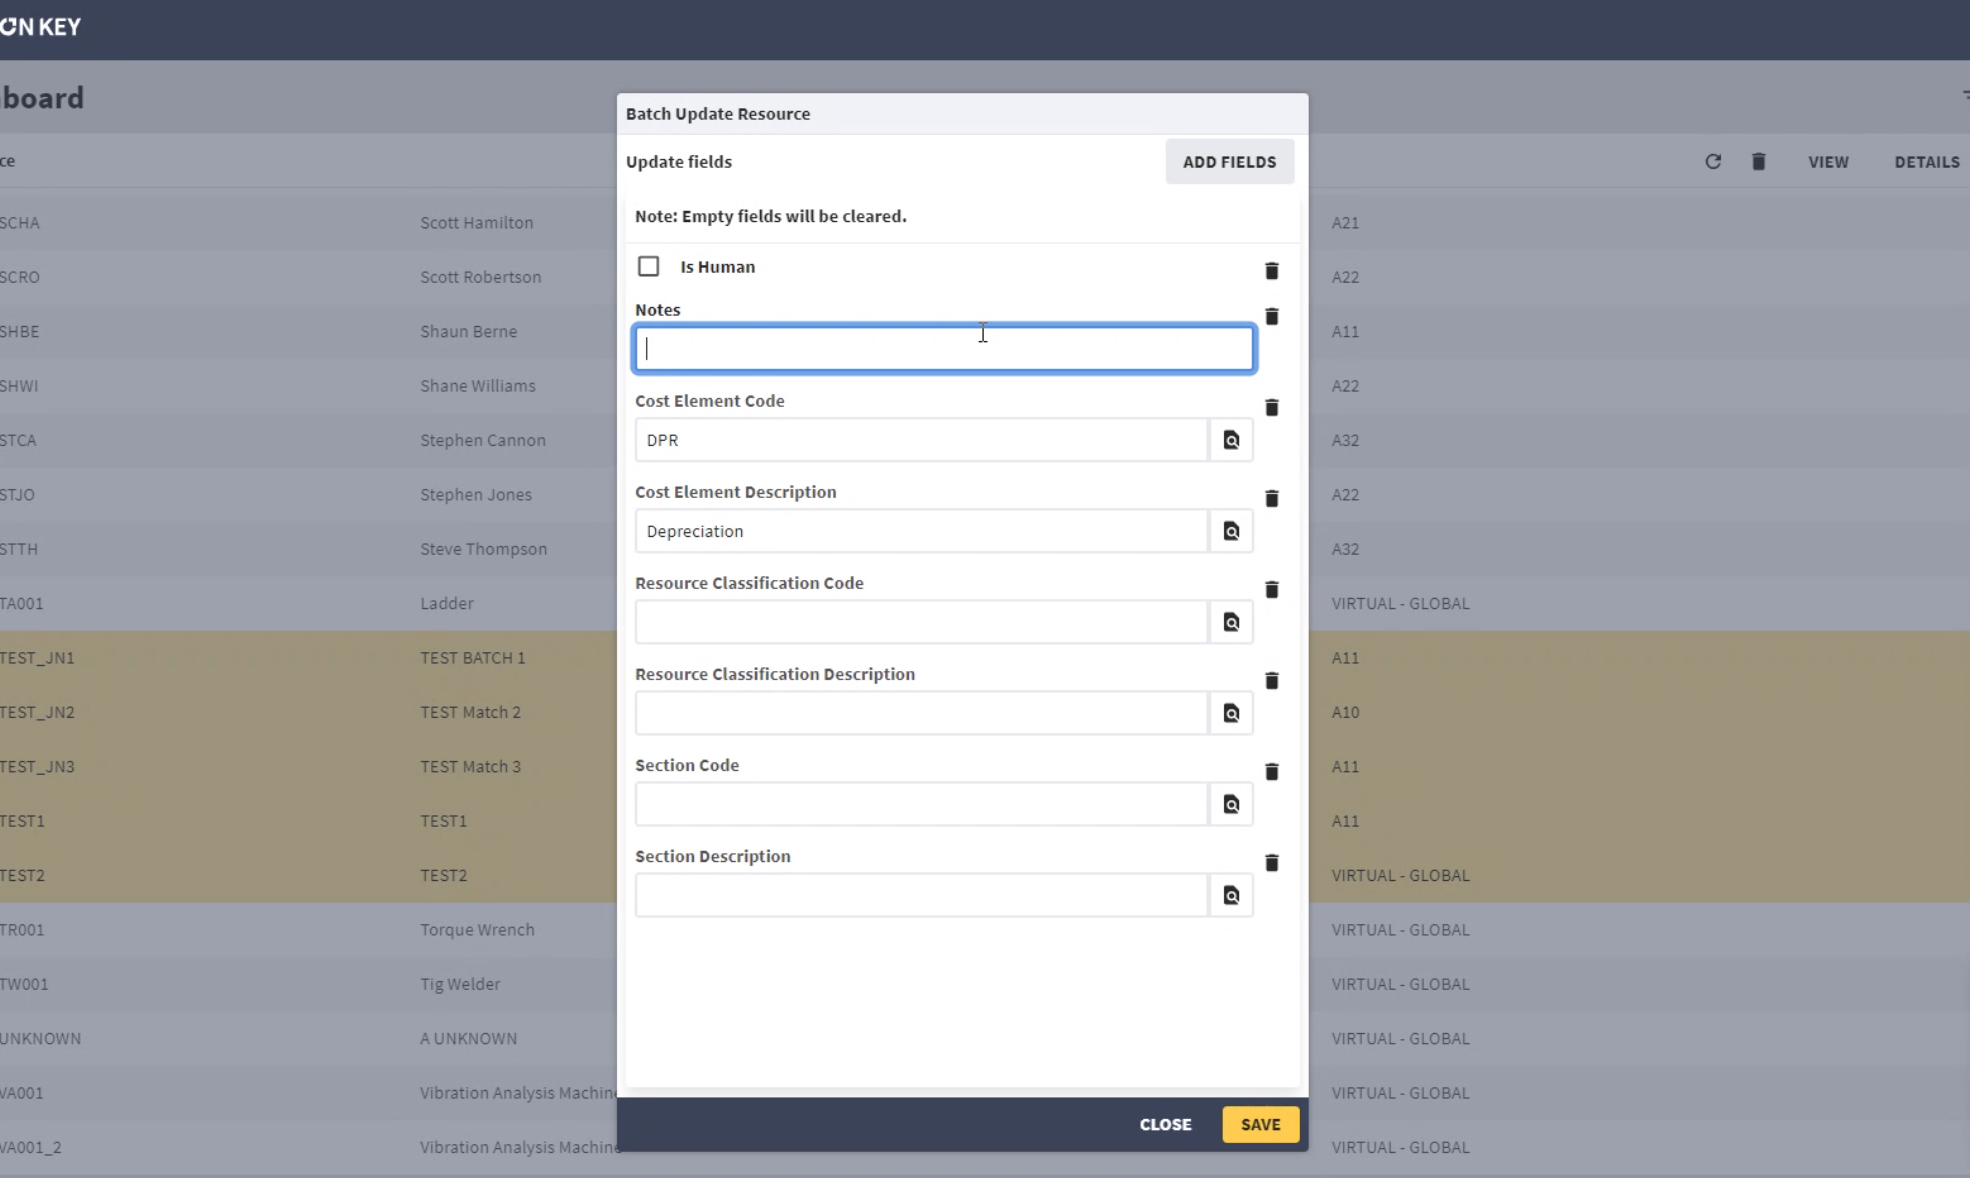 ON KEY
board
ce
VIEW DETAILS
SCHA Scott Hamilton A21
SCRO Scott Robertson A22
SHBE Shaun Berne A11
SHWI Shane Williams A22
STCA Stephen Cannon A32
STJO Stephen Jones A22
STTH Steve Thompson A32
TA001 Ladder VIRTUAL - GLOBAL
TEST_JN1 TEST BATCH 1 A11
TEST_JN2 TEST Match 2 A10
TEST_JN3 TEST Match 3 A11
TEST1 TEST1 A11
TEST2 TEST2 VIRTUAL - GLOBAL
TR001 Torque Wrench VIRTUAL - GLOBAL
TW001 Tig Welder VIRTUAL - GLOBAL
UNKNOWN A UNKNOWN VIRTUAL - GLOBAL
VA001 Vibration Analysis Machine VIRTUAL - GLOBAL
VA001_2 Vibration Analysis Machine VIRTUAL - GLOBAL
Batch Update Resource
Update fields ADD FIELDS
Note: Empty fields will be cleared.
Is Human
Notes
Cost Element Code
DPR
Cost Element Description
Depreciation
Resource Classification Code
Resource Classification Description
Section Code
Section Description
CLOSE SAVE